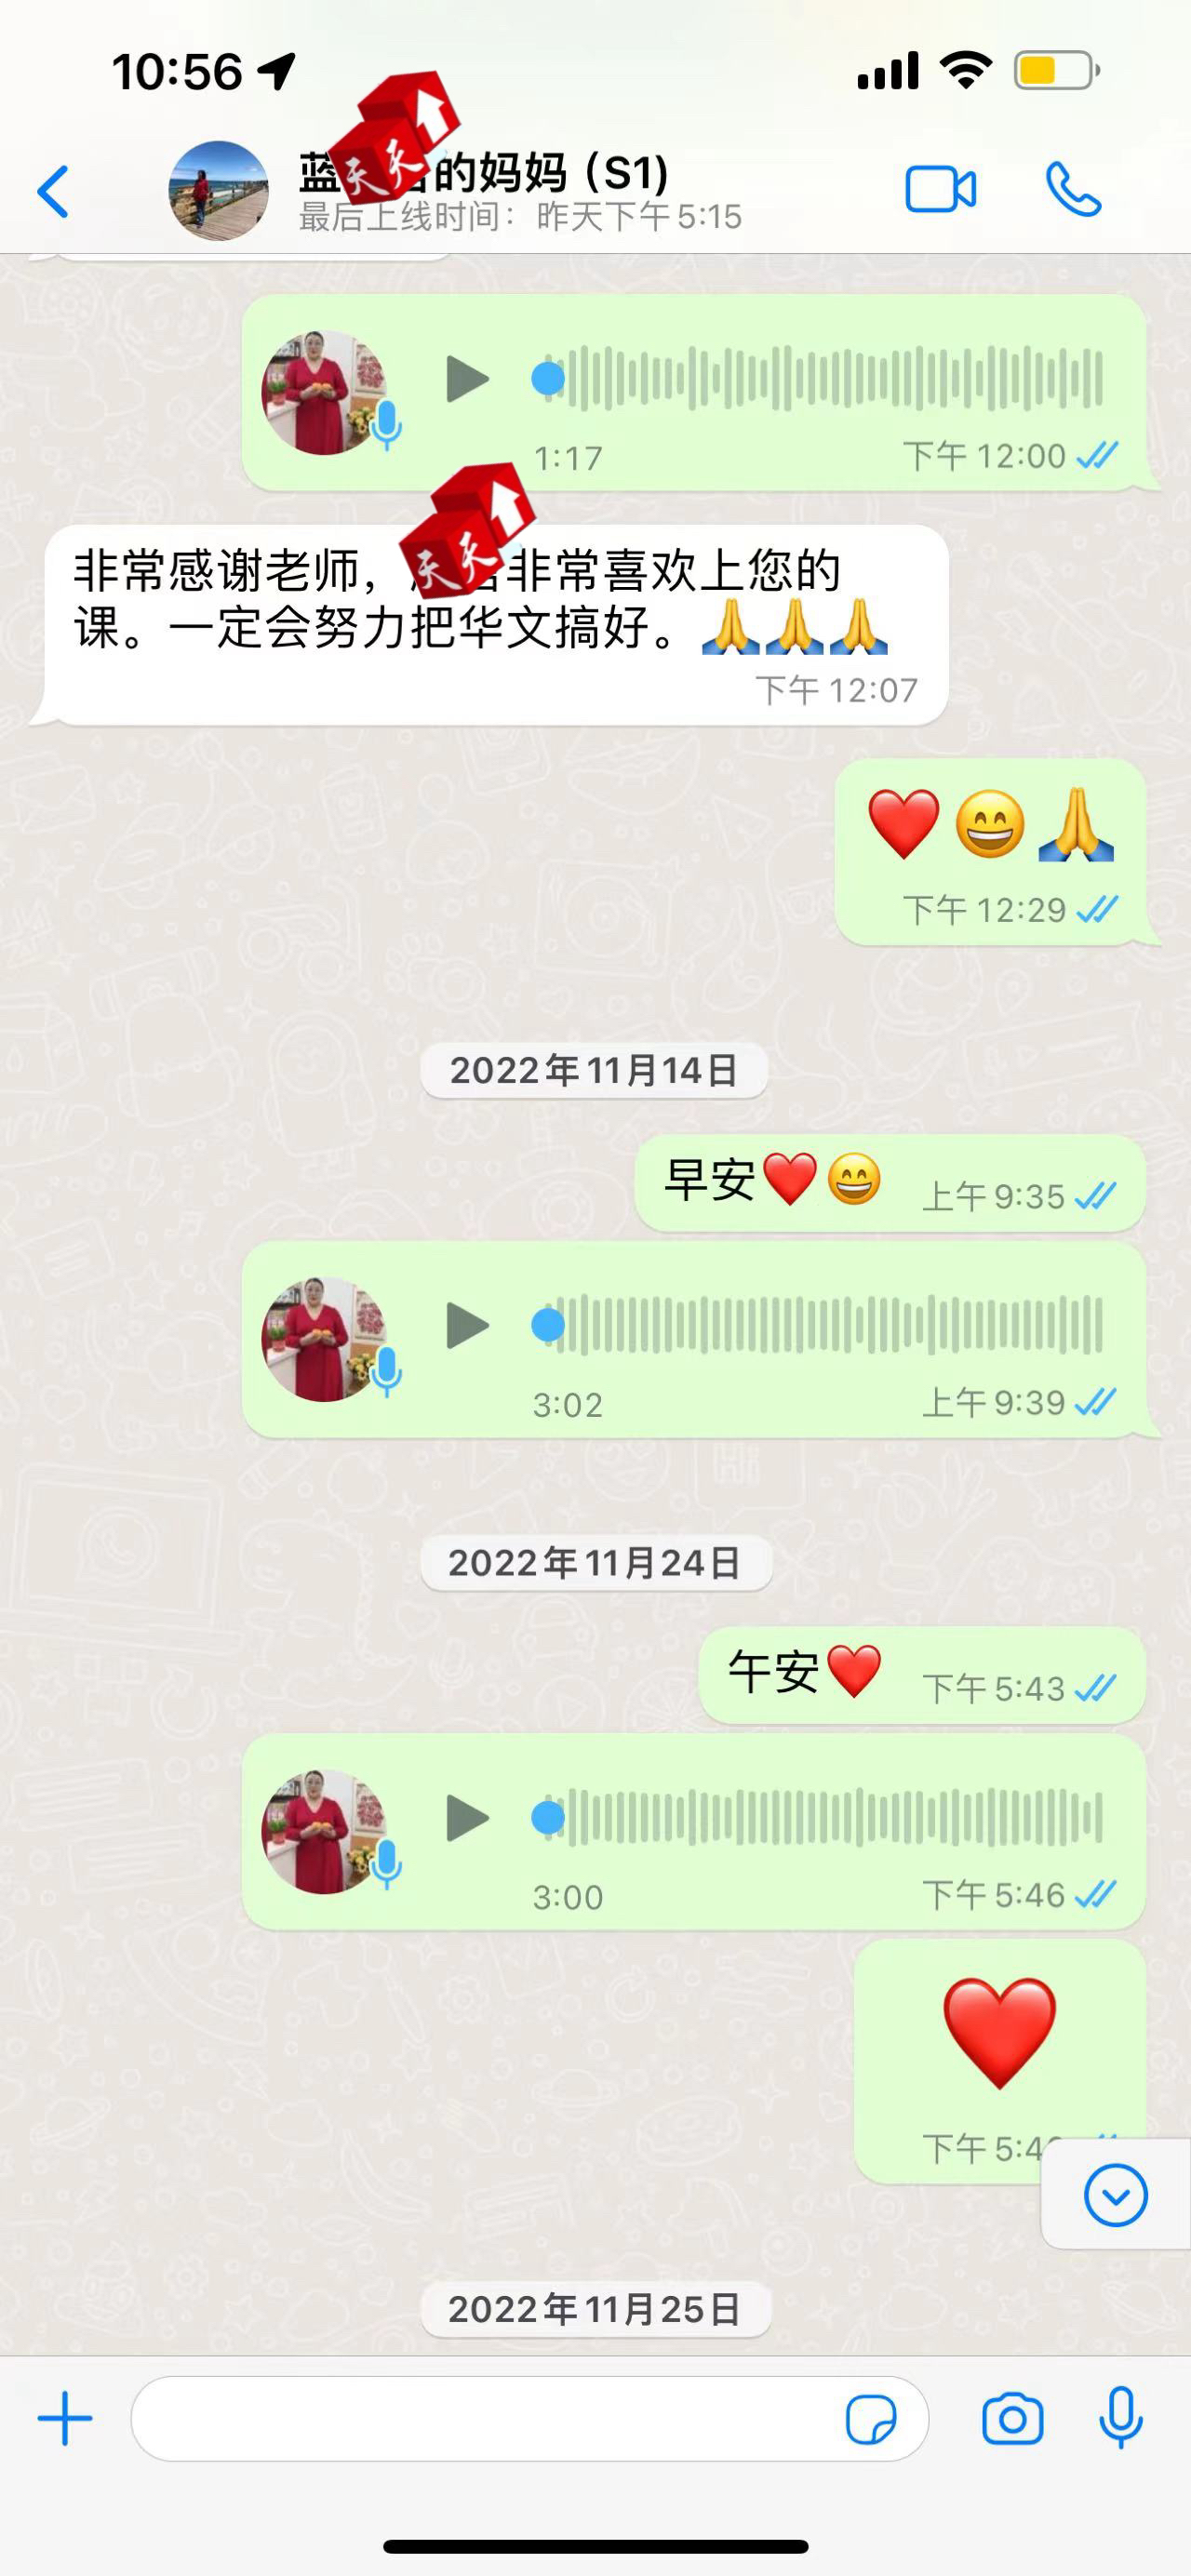 10:56
蓝 的妈妈 (S1)
天天
最后上线时间：昨天下午5:15
1:17
下午 12:00
天天
非常感谢老师， 非常喜欢上您的
课。一定会努力把华文搞好。🙏🙏🙏
下午 12:07
❤️😄🙏
下午 12:29
2022年11月14日
早安❤️😄 上午 9:35
3:02
上午 9:39
2022年11月24日
午安❤️ 下午 5:43
3:00
下午 5:46
❤️
下午 5:4
2022年11月25日